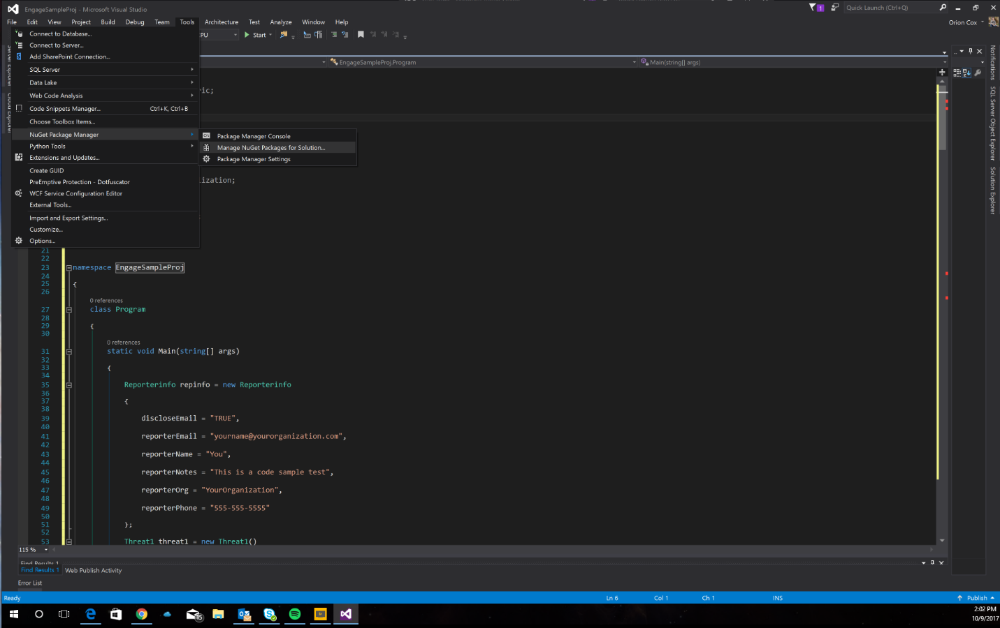 EngageSampleProj - Microsoft Visual Studio
1
Quick Launch (Ctrl+Q)
File Edit View Project Build Debug Team Tools Architecture Test Analyze Window Help
Orion Cox
Connect to Database...
PU
Start
Connect to Server...
Add SharePoint Connection...
EngageSampleProj.Program
Main(string[] args)
SQL Server
Data Lake
ic;
Web Code Analysis
Code Snippets Manager... Ctrl+K, Ctrl+B
Choose Toolbox Items...
NuGet Package Manager
Package Manager Console
Python Tools
Manage NuGet Packages for Solution...
Extensions and Updates...
Package Manager Settings
Create GUID
PreEmptive Protection - Dotfuscator
ization;
WCF Service Configuration Editor
External Tools...
Import and Export Settings...
Customize...
Options...
Notifications
SQL Server Object Explorer
Solution Explorer
21
22
23 namespace EngageSampleProj
24
25 {
26
0 references
27 class Program
28
29 {
30
0 references
31 static void Main(string[] args)
32
33 {
34
35 Reporterinfo repinfo = new Reporterinfo
36
37 {
38
39 discloseEmail = "TRUE",
40
41 reporterEmail = "yourname@yourorganization.com",
42
43 reporterName = "You",
44
45 reporterNotes = "This is a code sample test",
46
47 reporterOrg = "YourOrganization",
48
49 reporterPhone = "555-555-5555"
50
51 };
52
53 Threat1 threat1 = new Threat1()
115 %
Find Results 1
Find Results 1 Web Publish Activity
Error List
Ready Ln 6 Col 1 Ch 1 INS Publish
15
2:02 PM
10/9/2017